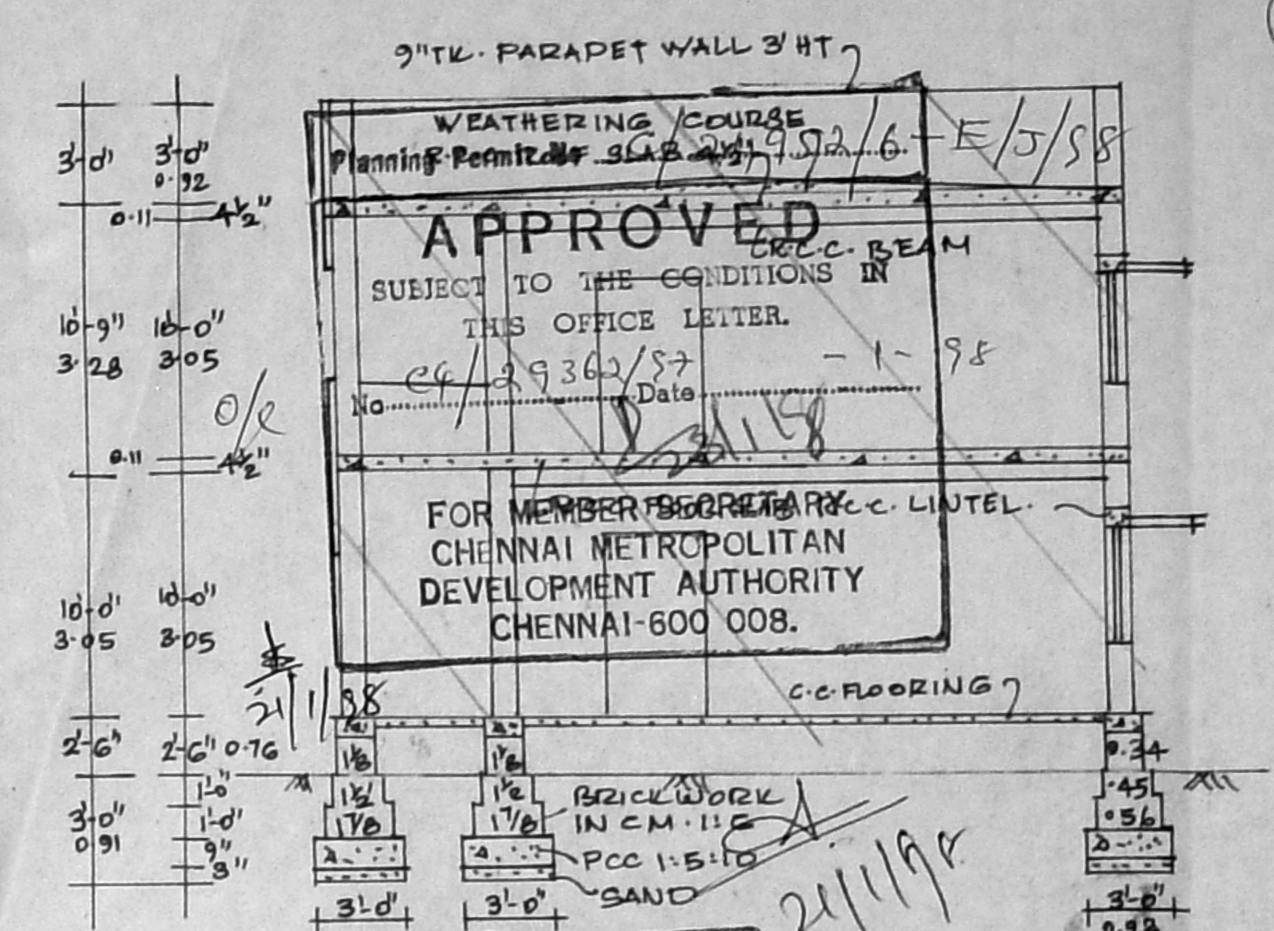 9"TK. PARAPET WALL 3' HT
WEATHERING COURSE
Planning Permit No
E/J/98
APPROVED
R.C.C. BEAM
SUBJECT TO THE CONDITIONS IN
THIS OFFICE LETTER.
No. C4/29362/97 Date -1-98
FOR MEMBER SECRETARY
R.C.C. LINTEL.
CHENNAI METROPOLITAN
DEVELOPMENT AUTHORITY
CHENNAI-600 008.
C.C. FLOORING
3'-0" 3'-0"
0.92
0.11 4½"
10'-9" 10'-0"
3.28 3.05
0.11 4½"
10'-0" 10'-0"
3.05 3.05
21/1/98
2'-6" 2'-6" 0.76
1'-0"
3'-0" 1'-0"
0.91 9"
3"
1⅛ 1⅛ 0.34
1½ 1½ .45
1⅞ 1⅞ .56
BRICKWORK
IN CM. 1:5
PCC 1:5:10
SAND
21/1/98
3'-0" 3'-0" 3'-0"
0.92